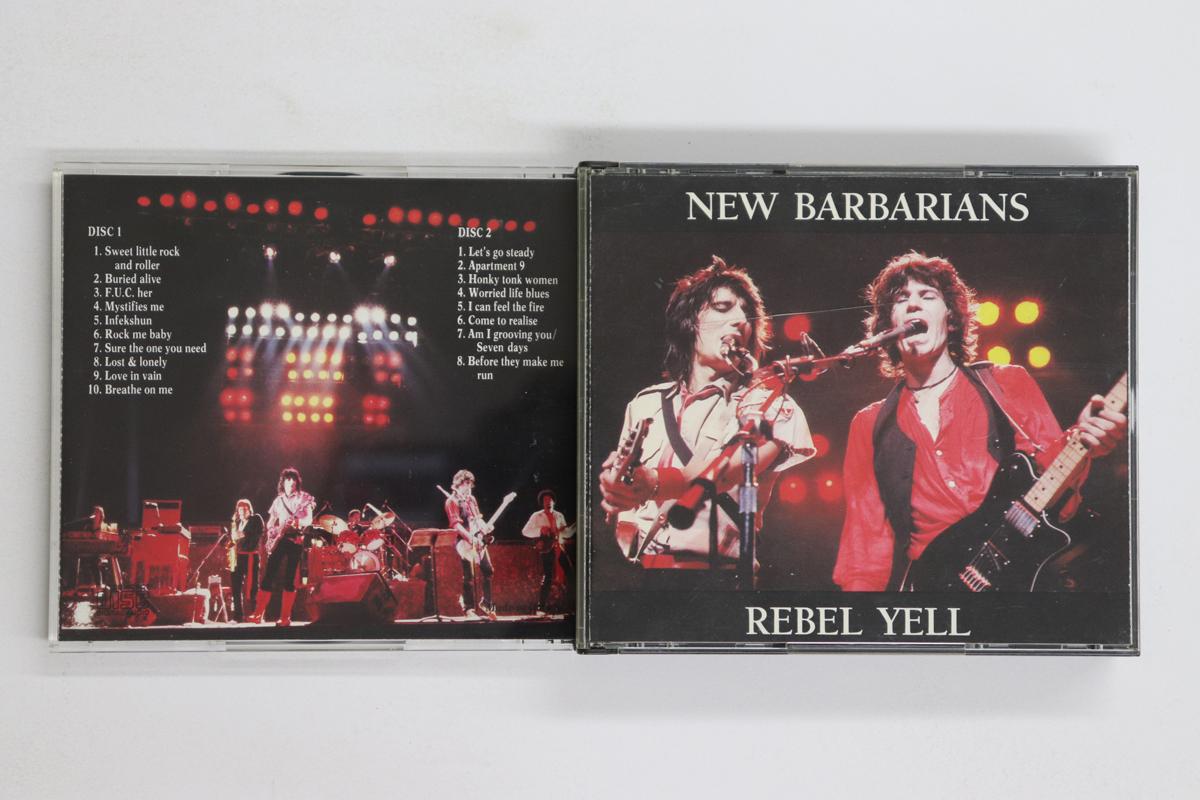 DISC 1
1. Sweet little rock
and roller
2. Buried alive
3. F.U.C. her
4. Mystifies me
5. Infekshun
6. Rock me baby
7. Sure the one you need
8. Lost & lonely
9. Love in vain
10. Breathe on me
DISC 2
1. Let's go steady
2. Apartment 9
3. Honky tonk women
4. Worried life blues
5. I can feel the fire
6. Come to realise
7. Am I grooving you/
Seven days
8. Before they make me
run
NEW BARBARIANS
REBEL YELL